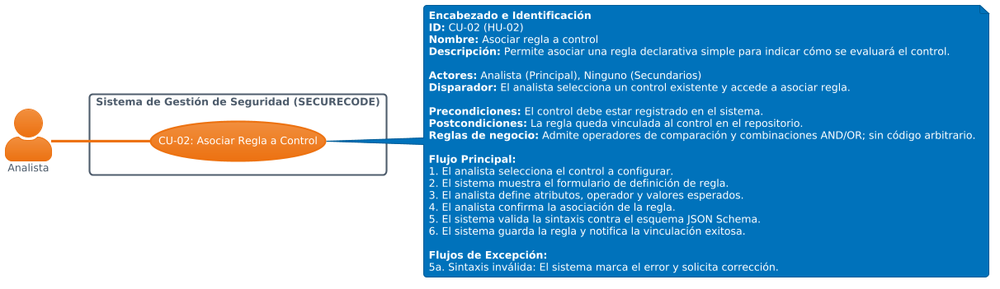 Analista
Sistema de Gestión de Seguridad (SECURECODE)
CU-02: Asociar Regla a Control
Encabezado e Identificación
ID: CU-02 (HU-02)
Nombre: Asociar regla a control
Descripción: Permite asociar una regla declarativa simple para indicar cómo se evaluará el control.
Actores: Analista (Principal), Ninguno (Secundarios)
Disparador: El analista selecciona un control existente y accede a asociar regla.
Precondiciones: El control debe estar registrado en el sistema.
Postcondiciones: La regla queda vinculada al control en el repositorio.
Reglas de negocio: Admite operadores de comparación y combinaciones AND/OR; sin código arbitrario.
Flujo Principal:
1. El analista selecciona el control a configurar.
2. El sistema muestra el formulario de definición de regla.
3. El analista define atributos, operador y valores esperados.
4. El analista confirma la asociación de la regla.
5. El sistema valida la sintaxis contra el esquema JSON Schema.
6. El sistema guarda la regla y notifica la vinculación exitosa.
Flujos de Excepción:
5a. Sintaxis inválida: El sistema marca el error y solicita corrección.